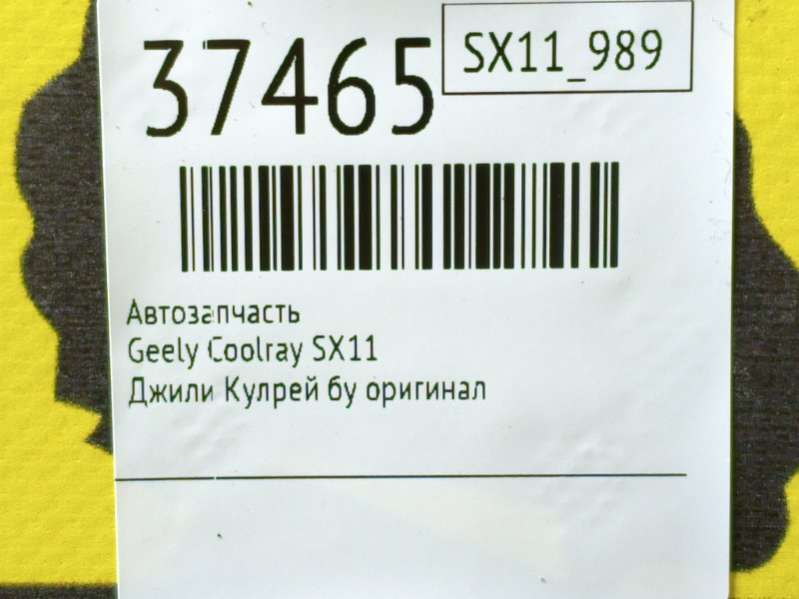 37465
SX11_989
Автозапчасть
Geely Coolray SX11
Джили Кулрей бу оригинал